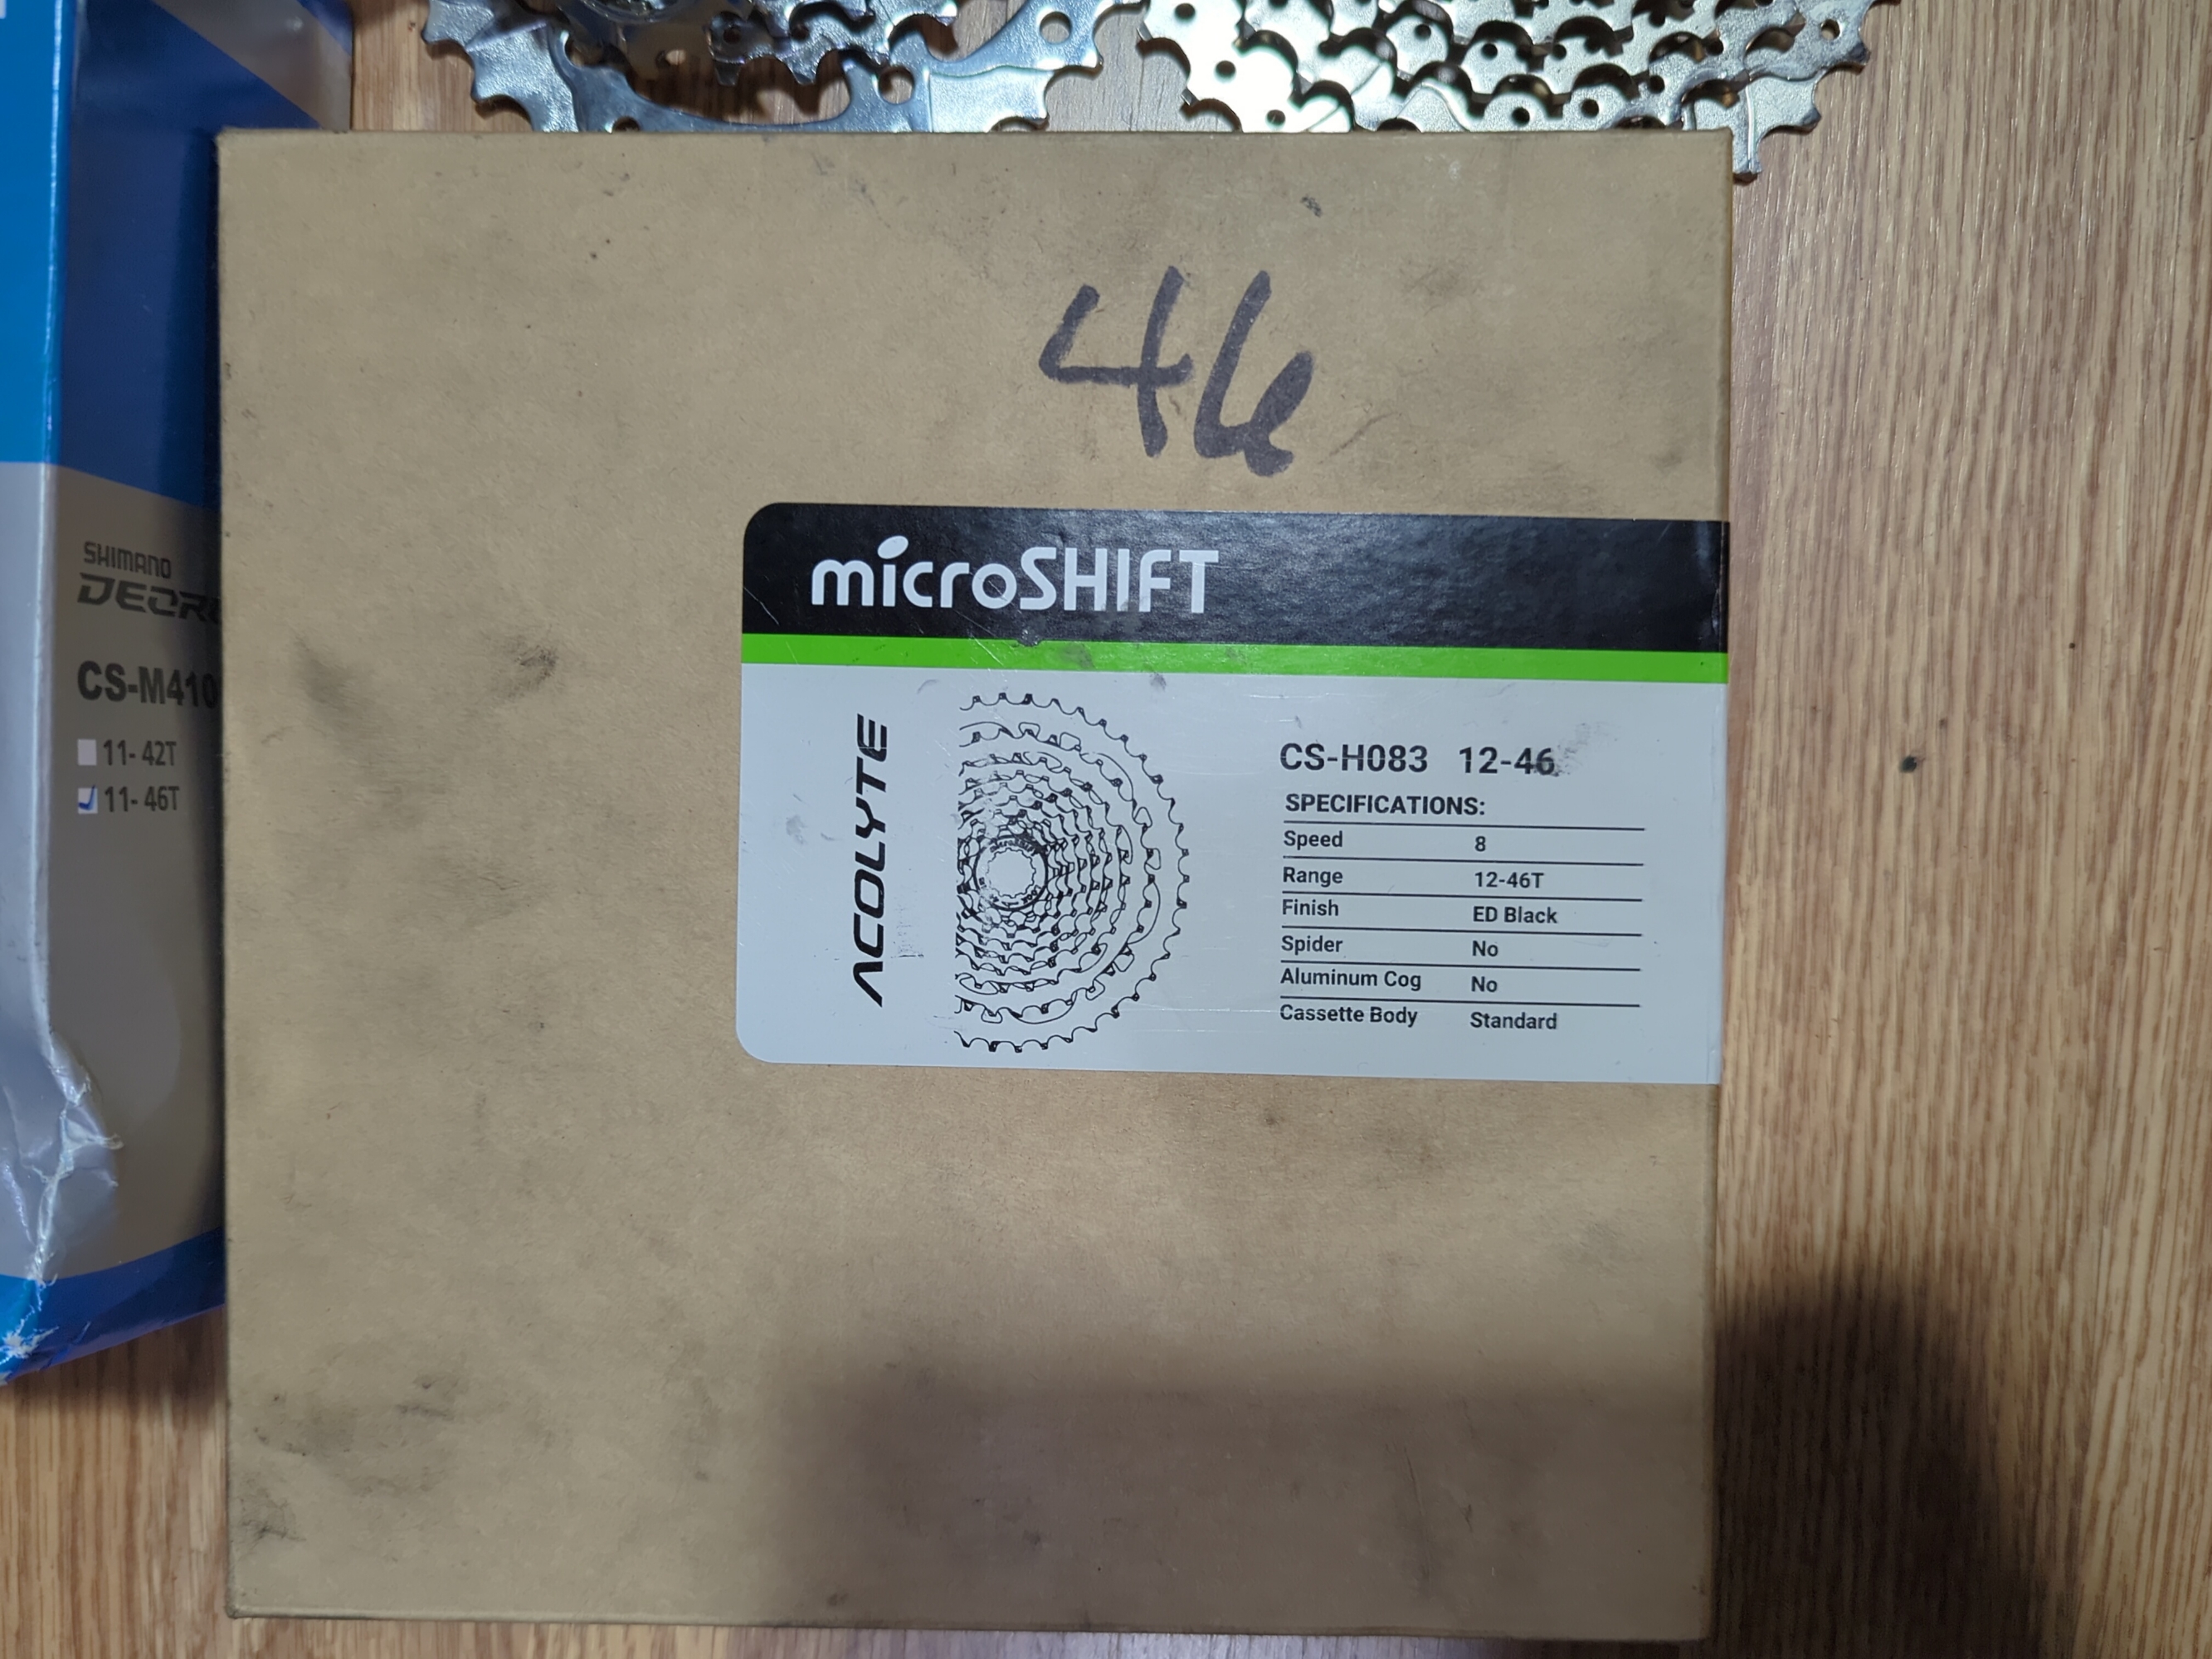 46
microSHIFT
ACOLYTE
CS-H083 12-46
SPECIFICATIONS:
Speed 8
Range 12-46T
Finish ED Black
Spider No
Aluminum Cog No
Cassette Body Standard
SHIMANO
DEOR
CS-M410
11-42T
11-46T